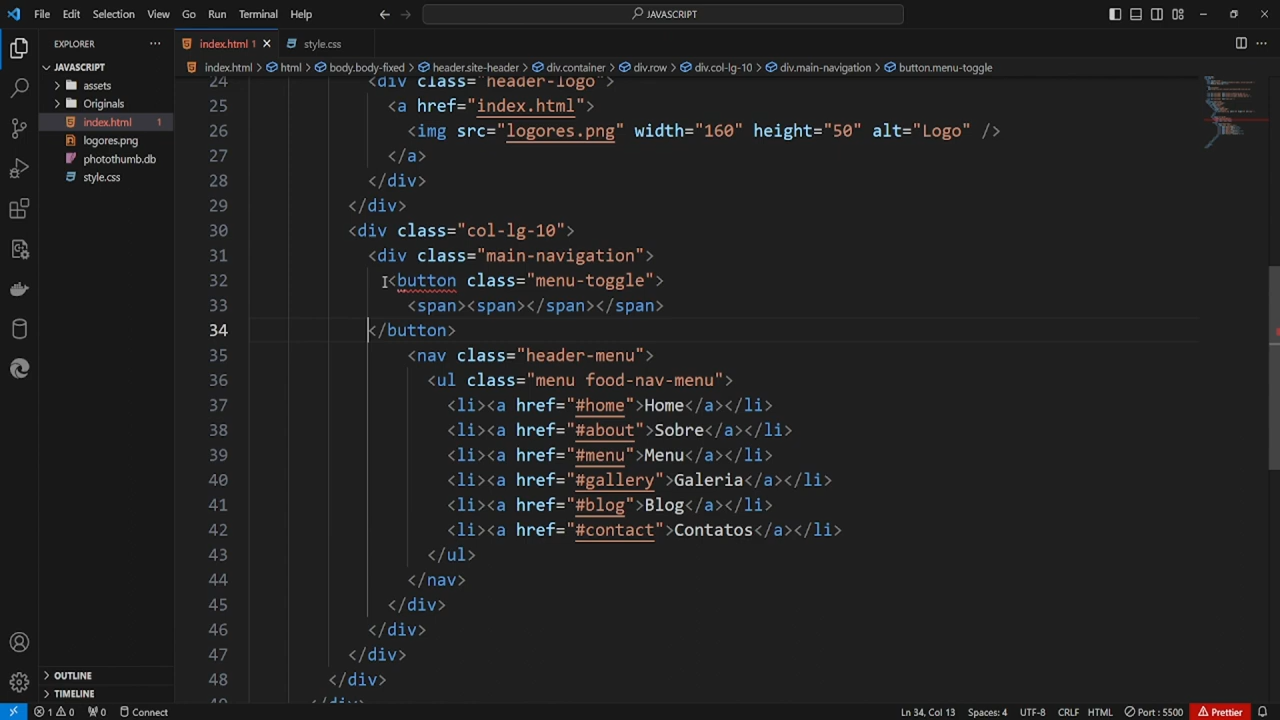 File Edit Selection View Go Run Terminal Help
JAVASCRIPT
EXPLORER
index.html 1
style.css
JAVASCRIPT
index.html > html > body.body-fixed > header.site-header > div.container > div.row > div.col-lg-10 > div.main-navigation > button.menu-toggle
assets
Originals
index.html 1
logores.png
photothumb.db
style.css
24 <div class="header-logo">
25 <a href="index.html">
26 <img src="logores.png" width="160" height="50" alt="Logo" />
27 </a>
28 </div>
29 </div>
30 <div class="col-lg-10">
31 <div class="main-navigation">
32 <button class="menu-toggle">
33 <span><span></span></span>
34 </button>
35 <nav class="header-menu">
36 <ul class="menu food-nav-menu">
37 <li><a href="#home">Home</a></li>
38 <li><a href="#about">Sobre</a></li>
39 <li><a href="#menu">Menu</a></li>
40 <li><a href="#gallery">Galeria</a></li>
41 <li><a href="#blog">Blog</a></li>
42 <li><a href="#contact">Contatos</a></li>
43 </ul>
44 </nav>
45 </div>
46 </div>
47 </div>
48 </div>
OUTLINE
TIMELINE
1 0 0 Connect
Ln 34, Col 13 Spaces: 4 UTF-8 CRLF HTML Port : 5500 Prettier